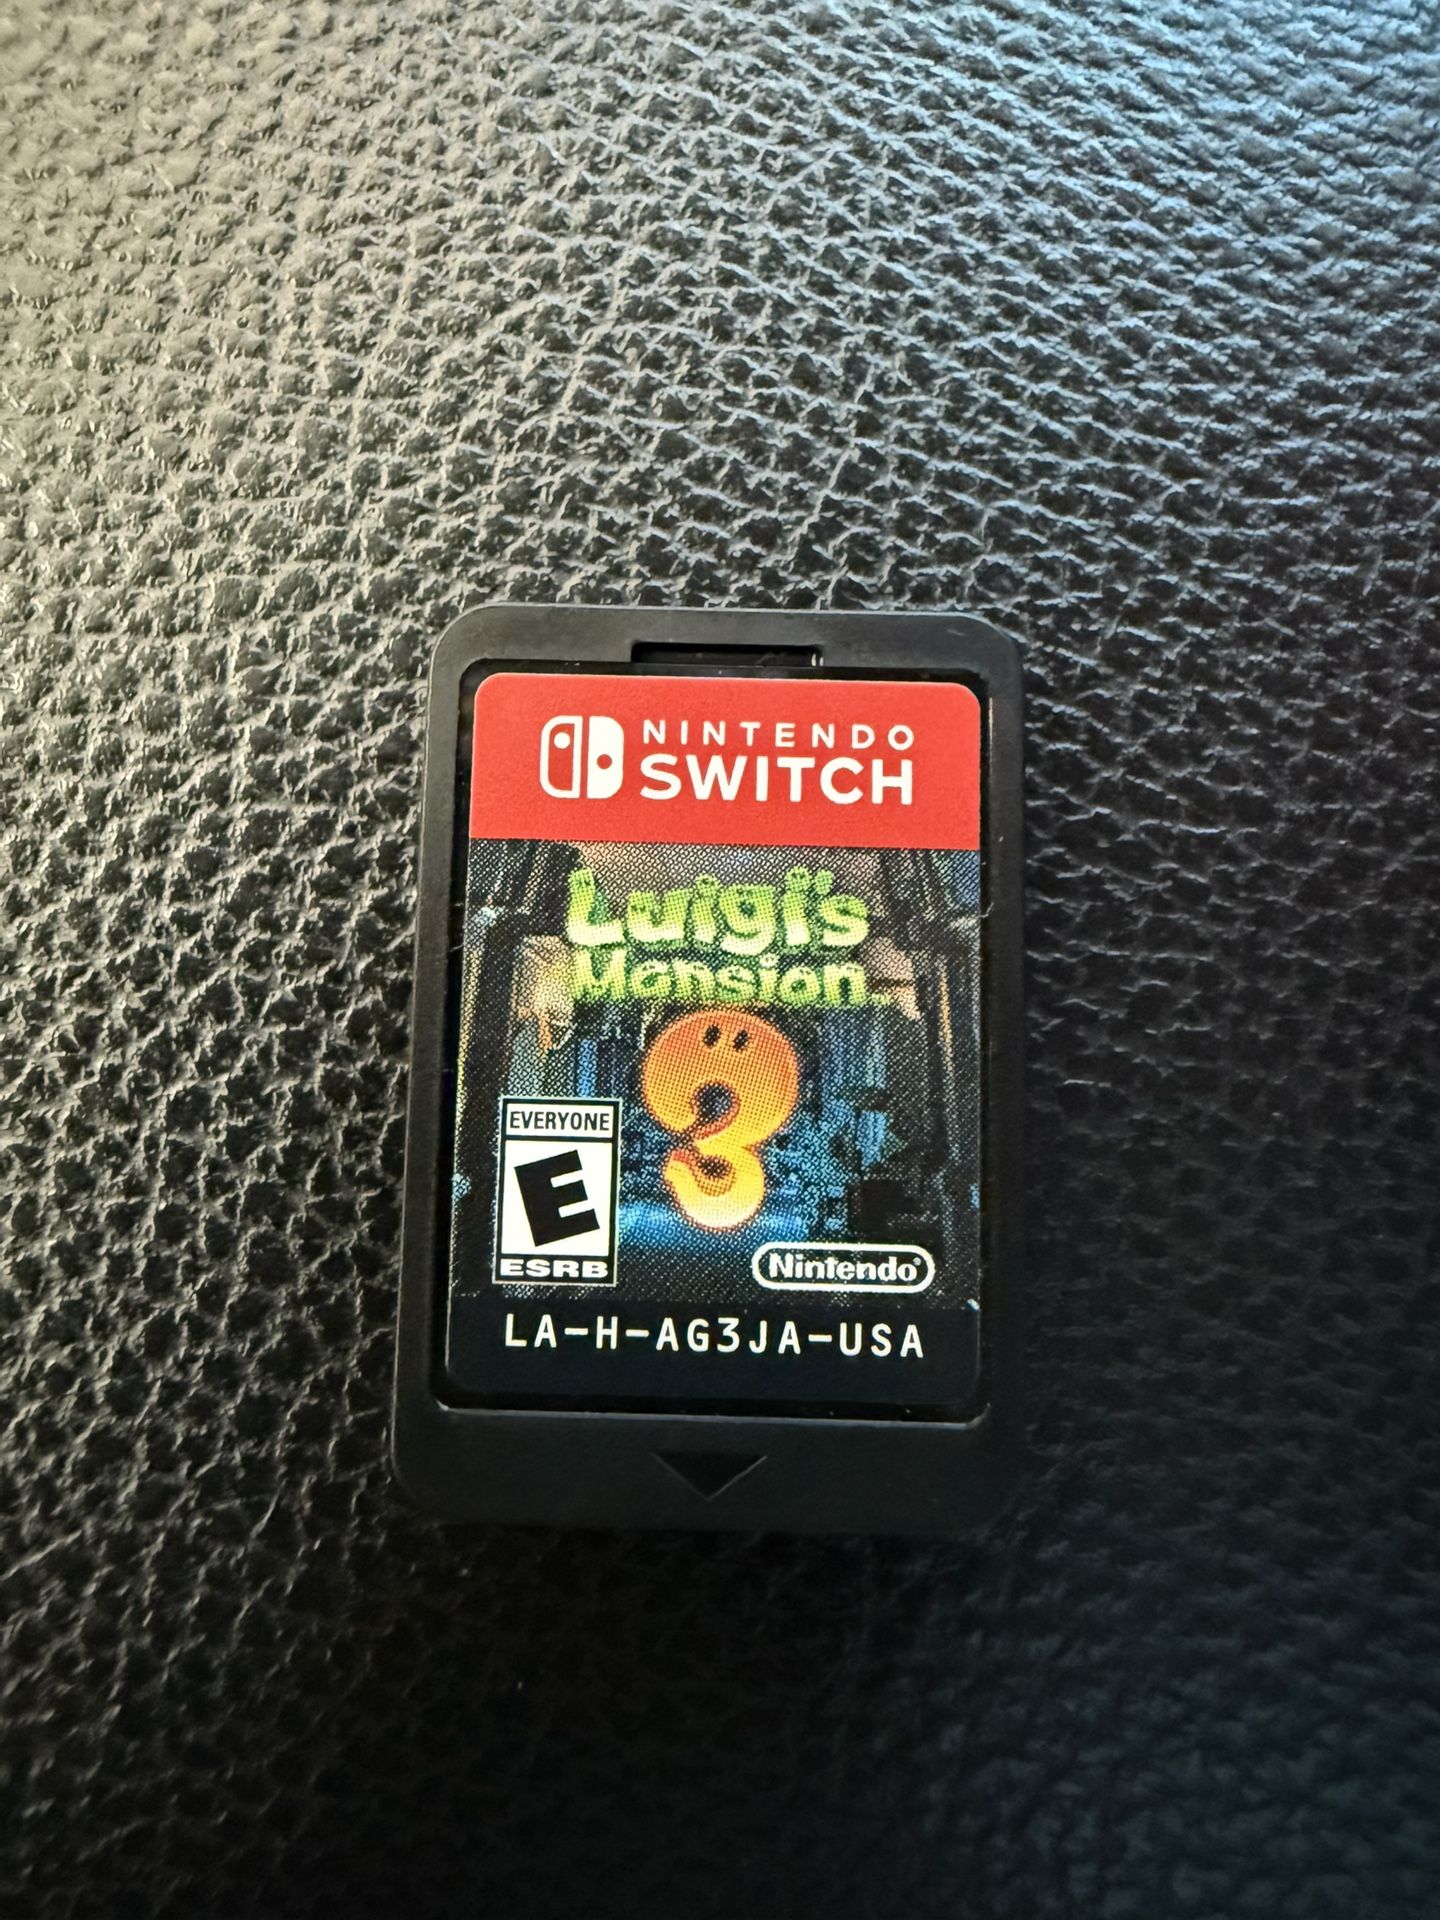 NINTENDO
SWITCH
Luigi's
Mansion
3
EVERYONE
E
ESRB
Nintendo®
LA-H-AG3JA-USA